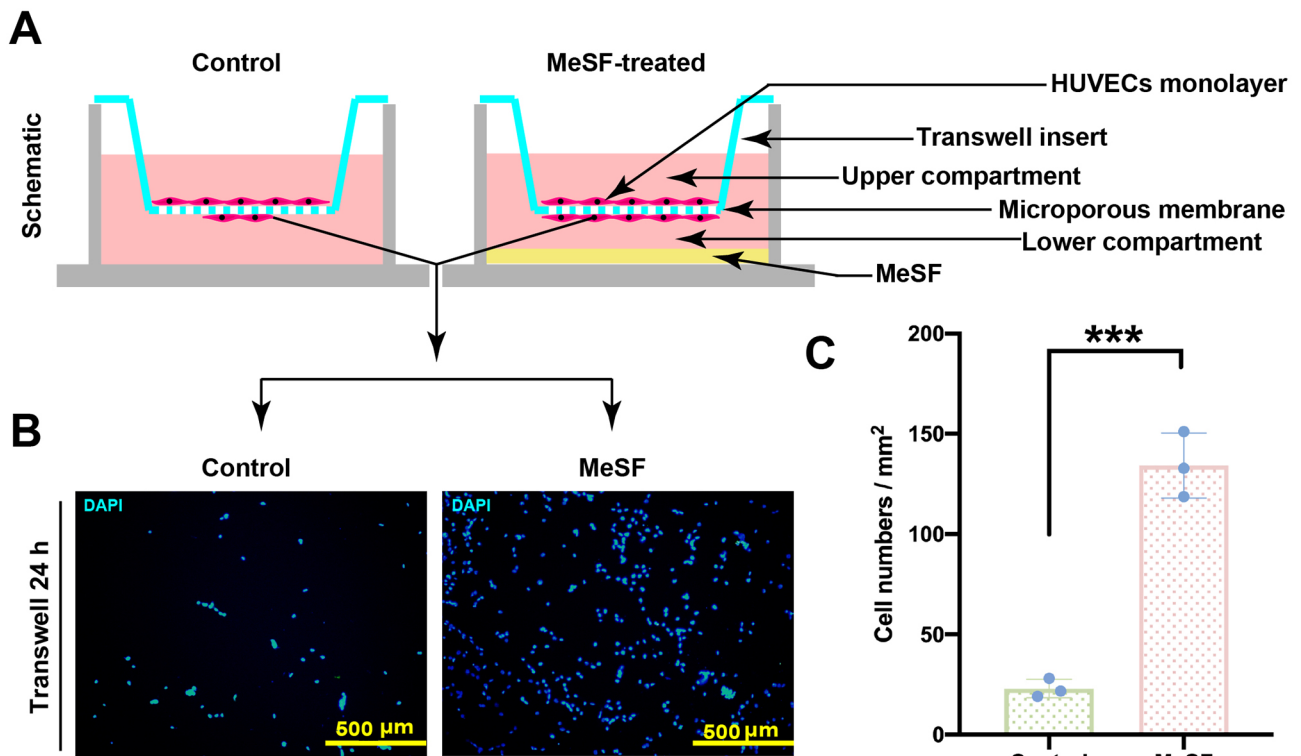 A
Control
MeSF-treated
Schematic
HUVECs monolayer
Transwell insert
Upper compartment
Microporous membrane
Lower compartment
MeSF
B
Control
MeSF
Transwell 24 h
DAPI
500 µm
DAPI
500 µm
C
***
Cell numbers / mm²
200
150
100
50
0